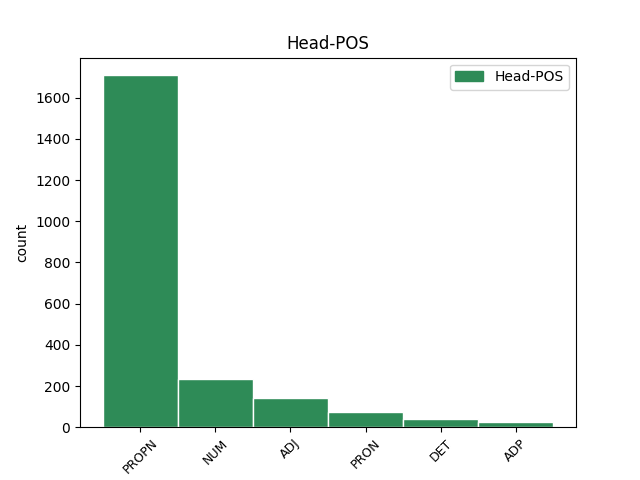 Head-POS
Head-POS
count
1600
1400
1200
1000
800
600
400
200
0
PROPN
NUM
ADJ
PRON
DET
ADP